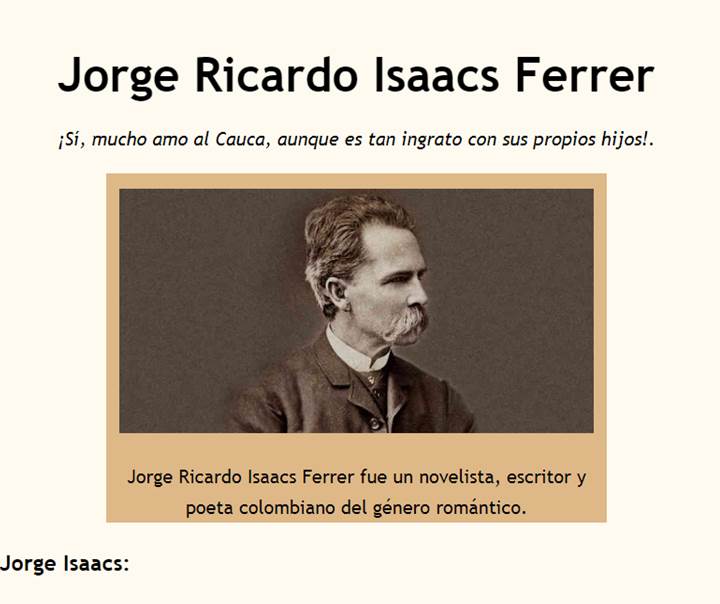 Jorge Ricardo Isaacs Ferrer
¡Sí, mucho amo al Cauca, aunque es tan ingrato con sus propios hijos!.
Jorge Ricardo Isaacs Ferrer fue un novelista, escritor y
poeta colombiano del género romántico.
Jorge Isaacs: